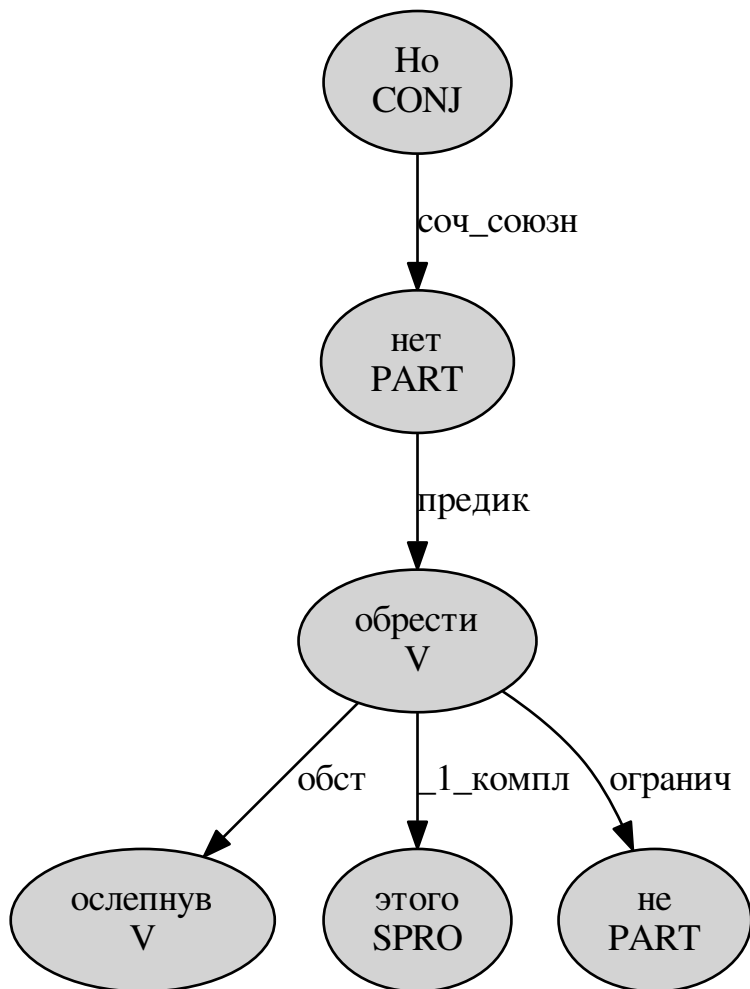 Но
CONJ
соч_союзн
нет
PART
предик
обрести
V
обст
_1_компл
огранич
ослепнув
V
этого
SPRO
не
PART